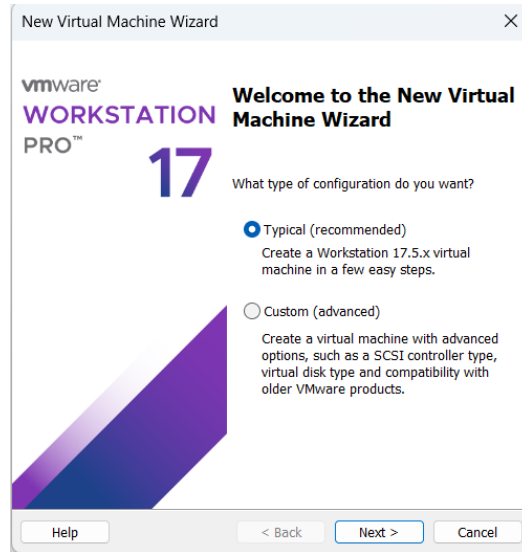 New Virtual Machine Wizard
vmware®
WORKSTATION
PRO™
17
Welcome to the New Virtual
Machine Wizard
What type of configuration do you want?
Typical (recommended)
Create a Workstation 17.5.x virtual
machine in a few easy steps.
Custom (advanced)
Create a virtual machine with advanced
options, such as a SCSI controller type,
virtual disk type and compatibility with
older VMware products.
Help
< Back
Next >
Cancel